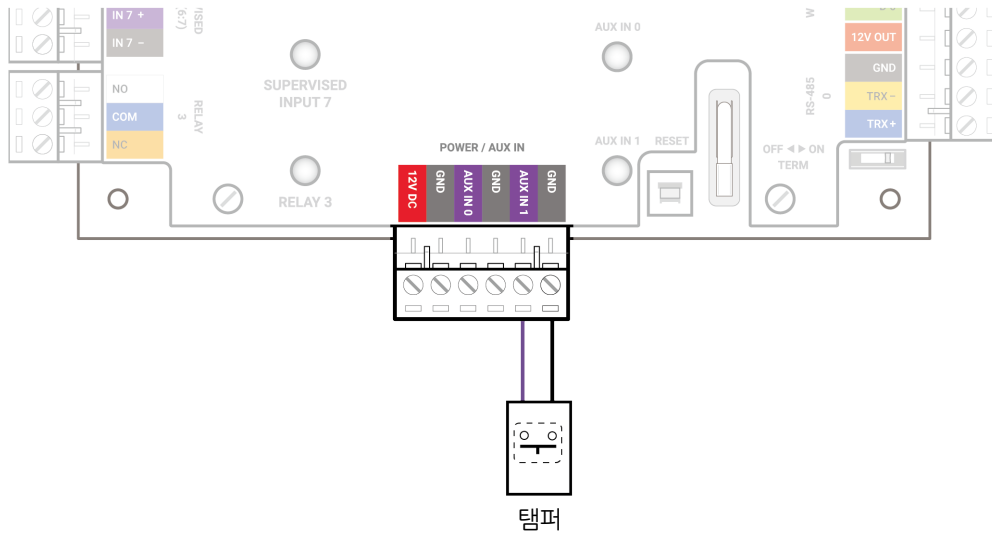 IN 7 +
IN 7 −
NO
COM
NC
RELAY
3
SUPERVISED
INPUT 7
RELAY 3
POWER / AUX IN
12V DC
GND
AUX IN 0
GND
AUX IN 1
GND
AUX IN 0
AUX IN 1
RESET
OFF ◀ ▶ ON
TERM
RS-485
0
12V OUT
GND
TRX −
TRX +
탬퍼